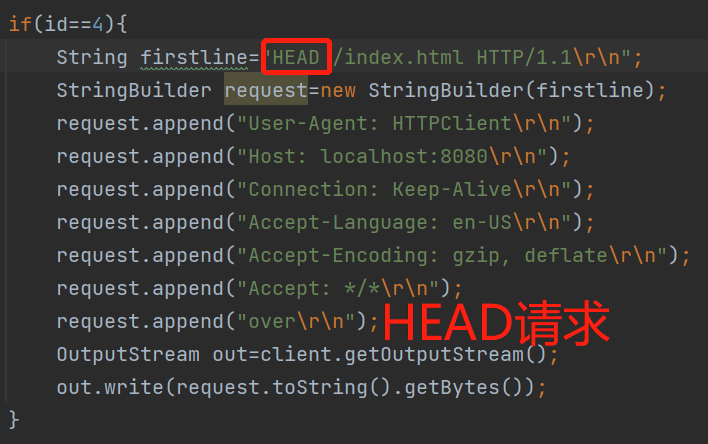 if(id==4){
    String firstline="HEAD /index.html HTTP/1.1\r\n";
    StringBuilder request=new StringBuilder(firstline);
    request.append("User-Agent: HTTPClient\r\n");
    request.append("Host: localhost:8080\r\n");
    request.append("Connection: Keep-Alive\r\n");
    request.append("Accept-Language: en-US\r\n");
    request.append("Accept-Encoding: gzip, deflate\r\n");
    request.append("Accept: */*\r\n");
    request.append("over\r\n");
HEAD请求
    OutputStream out=client.getOutputStream();
    out.write(request.toString().getBytes());
}